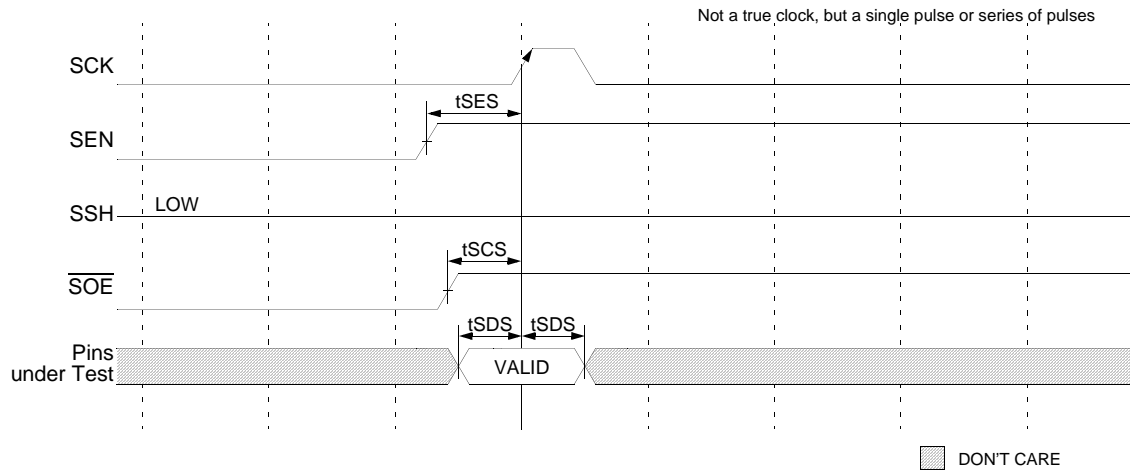 Not a true clock, but a single pulse or series of pulses
SCK
tSES
SEN
SSH
LOW
tSCS
SOE
tSDS
tSDS
Pins
under Test
VALID
DON'T CARE